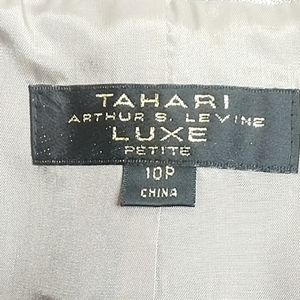 TAHARI
ARTHUR S. LEVINE
LUXE
PETITE
10P
CHINA